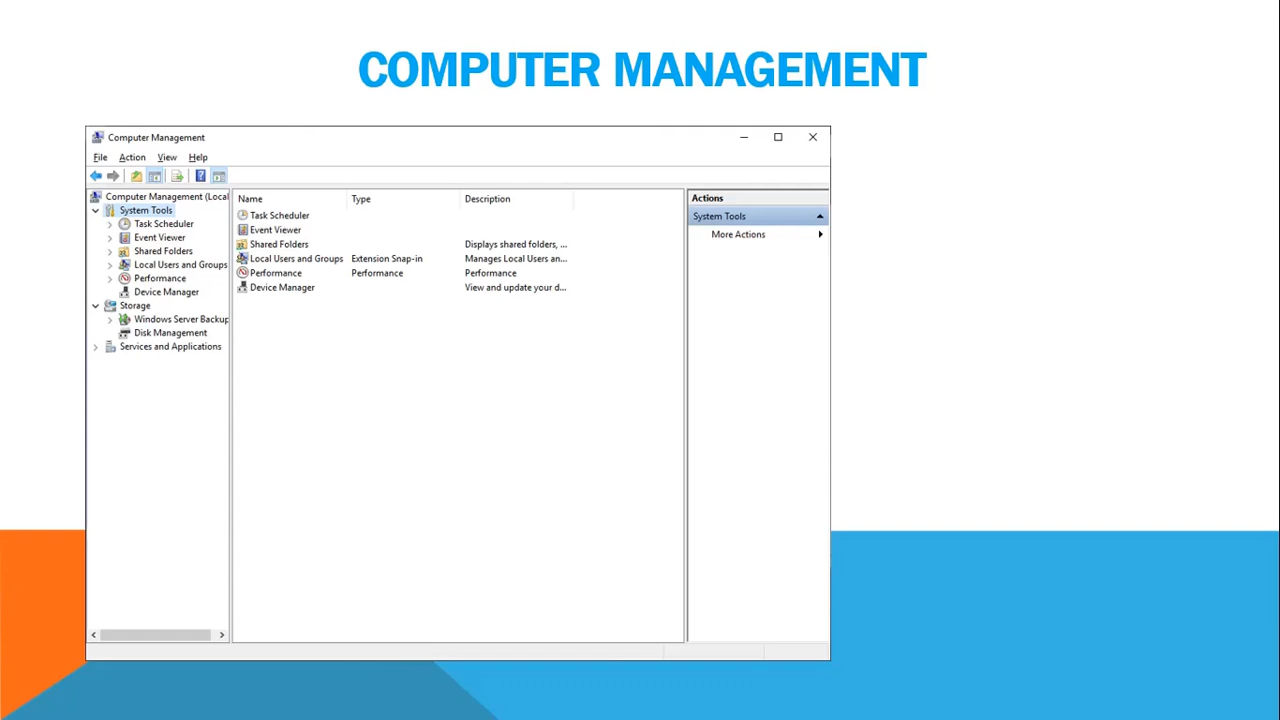 COMPUTER MANAGEMENT
Computer Management
File Action View Help
Computer Management (Local
System Tools
Task Scheduler
Event Viewer
Shared Folders
Local Users and Groups
Performance
Device Manager
Storage
Windows Server Backup
Disk Management
Services and Applications
Name Type Description
Task Scheduler
Event Viewer
Shared Folders Displays shared folders, ...
Local Users and Groups Extension Snap-in Manages Local Users an...
Performance Performance Performance
Device Manager View and update your d...
Actions
System Tools
More Actions